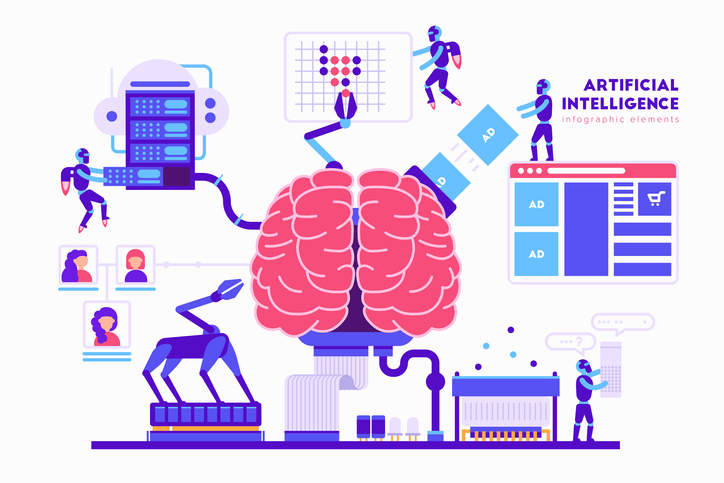 ARTIFICIAL
INTELLIGENCE
infographic elements
AD
AD
AD
AD
...?